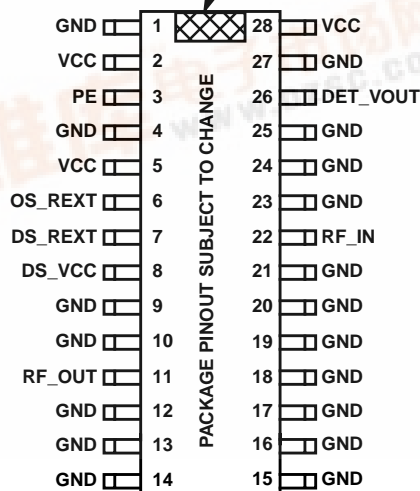 GND 1 28 VCC
VCC 2 27 GND
PE 3 26 DET_VOUT
GND 4 25 GND
VCC 5 24 GND
OS_REXT 6 23 GND
DS_REXT 7 22 RF_IN
DS_VCC 8 21 GND
GND 9 20 GND
GND 10 19 GND
RF_OUT 11 18 GND
GND 12 17 GND
GND 13 16 GND
GND 14 15 GND
PACKAGE PINOUT SUBJECT TO CHANGE